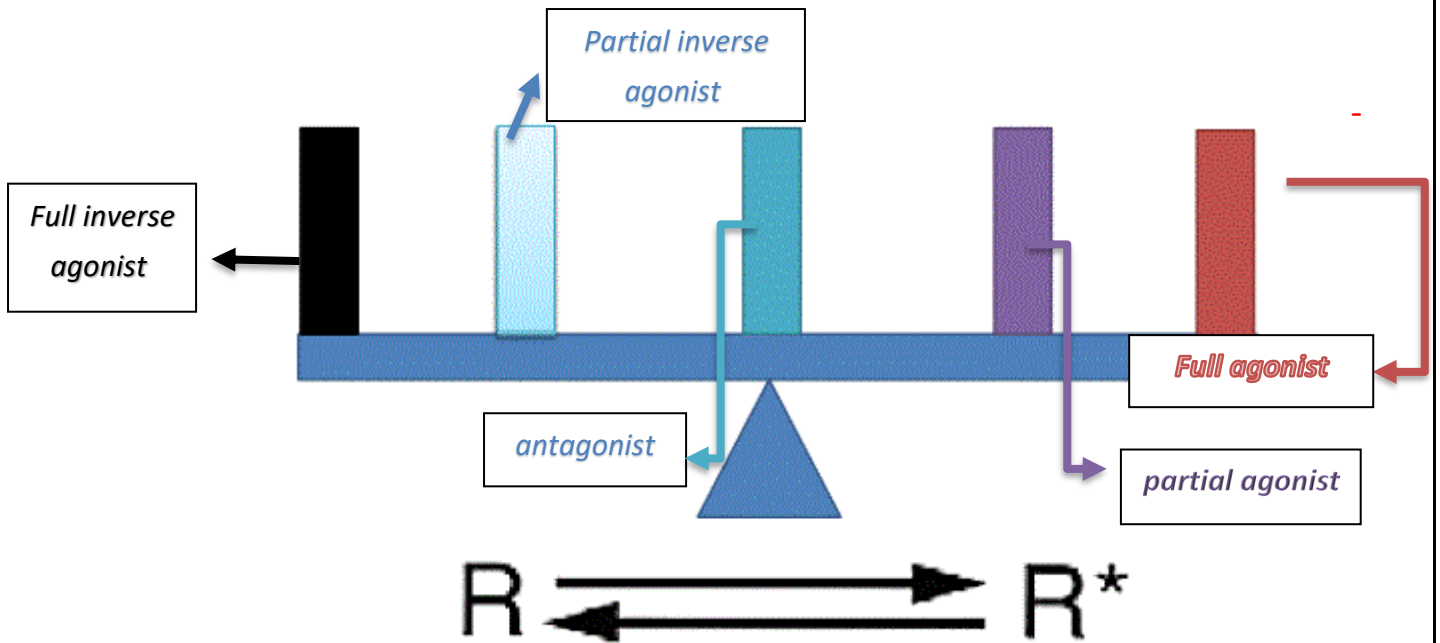 Partial inverse
agonist
-
Full inverse
agonist
Full agonist
antagonist
partial agonist
R R*